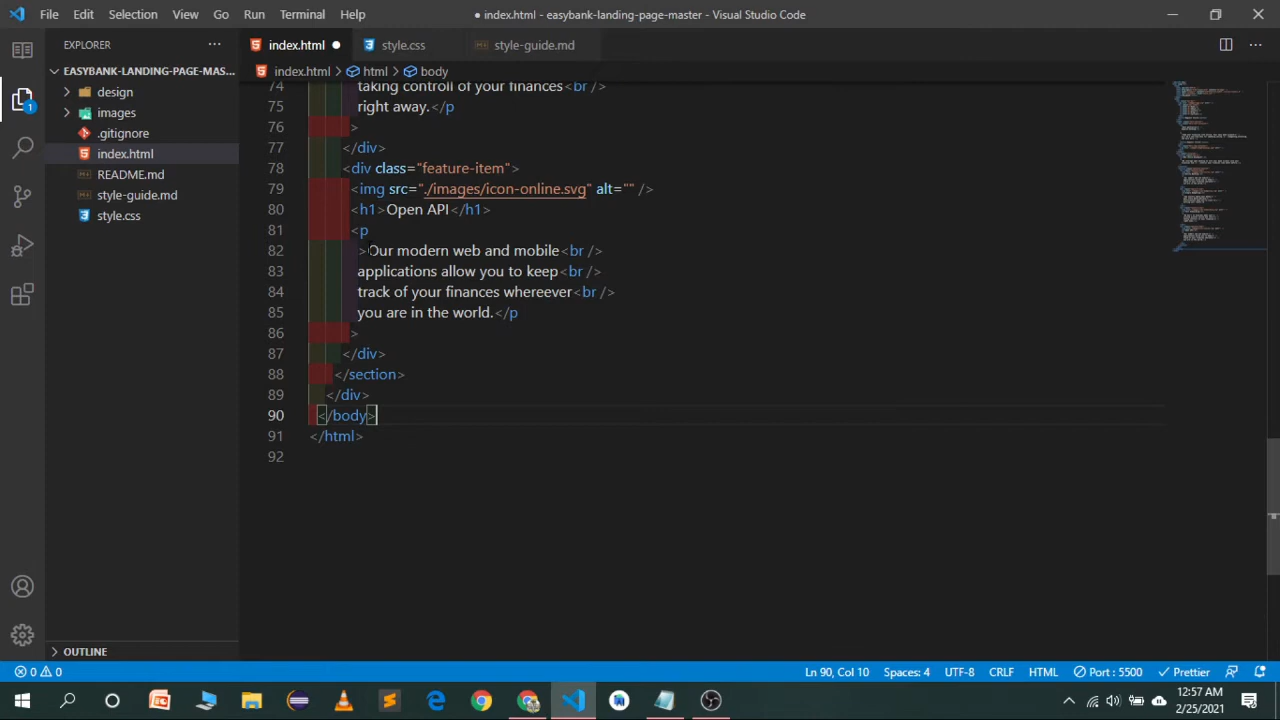 File Edit Selection View Go Run Terminal Help
● index.html - easybank-landing-page-master - Visual Studio Code
EXPLORER
EASYBANK-LANDING-PAGE-MAS...
design
images
.gitignore
index.html
README.md
style-guide.md
style.css
OUTLINE
1
index.html ● style.css style-guide.md
index.html > html > body
74 taking controll of your finances<br />
75 right away.</p
76 >
77 </div>
78 <div class="feature-item">
79 <img src="./images/icon-online.svg" alt="" />
80 <h1>Open API</h1>
81 <p
82 >Our modern web and mobile<br />
83 applications allow you to keep<br />
84 track of your finances whereever<br />
85 you are in the world.</p
86 >
87 </div>
88 </section>
89 </div>
90 </body>
91 </html>
92
0 0 Ln 90, Col 10 Spaces: 4 UTF-8 CRLF HTML Port : 5500 Prettier
12:57 AM
2/25/2021